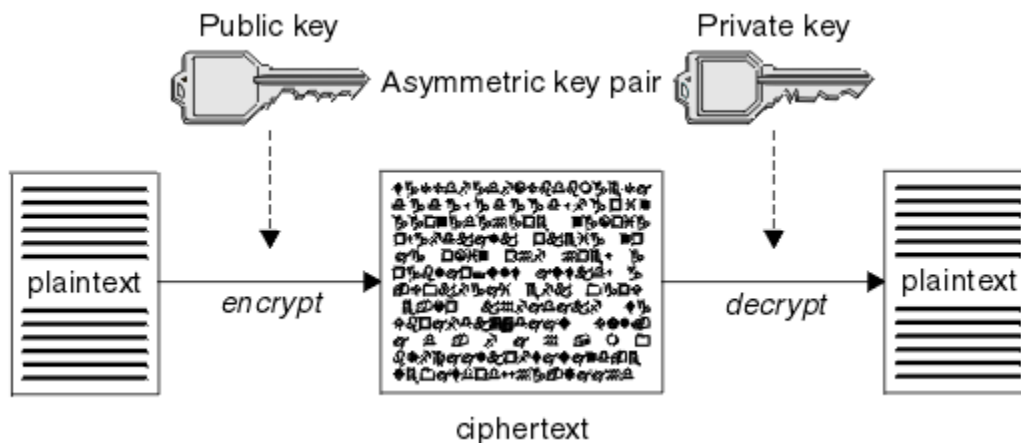 Public key
Private key
Asymmetric key pair
plaintext
encrypt
decrypt
plaintext
ciphertext